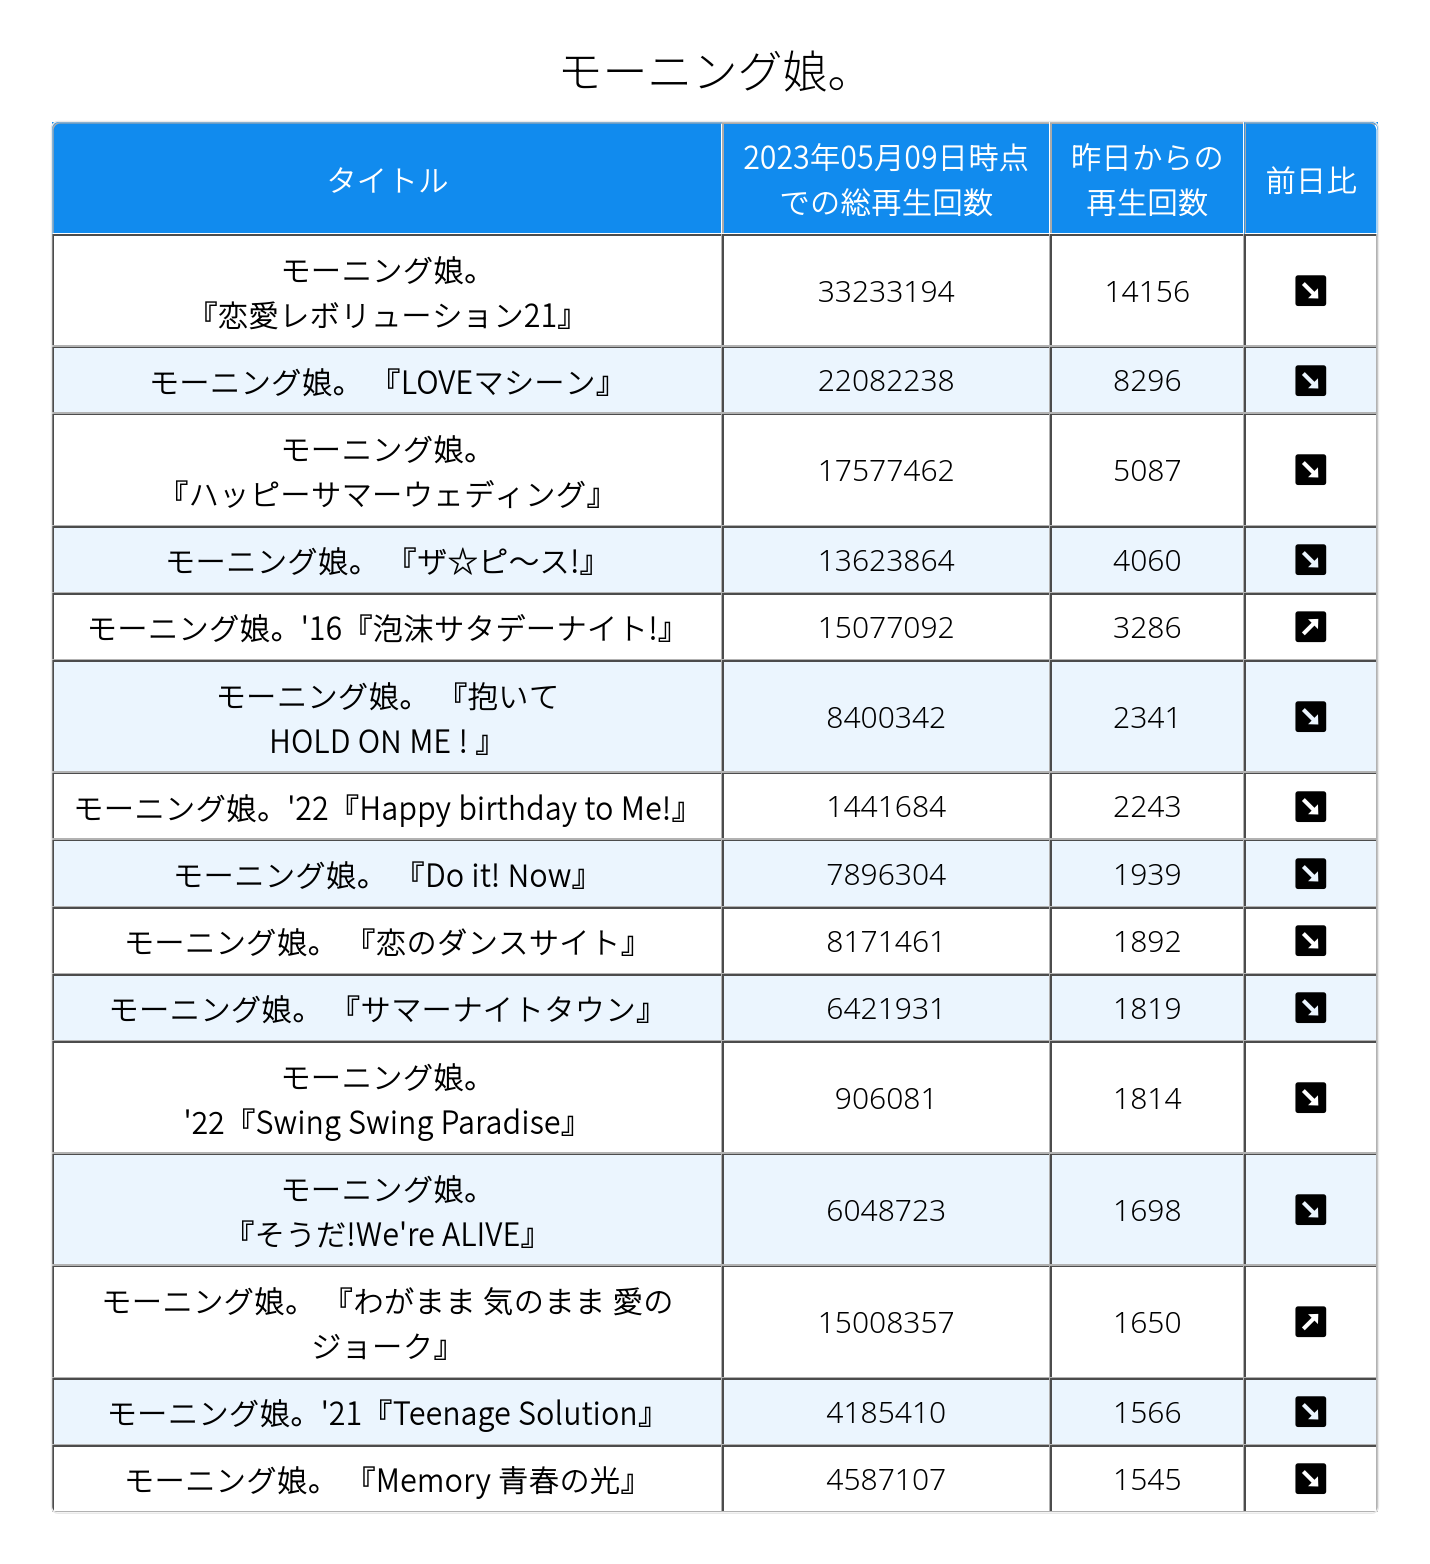 モーニング娘。
タイトル
2023年05月09日時点
での総再生回数
昨日からの
再生回数
前日比
モーニング娘。
『恋愛レボリューション21』
33233194
14156
モーニング娘。 『LOVEマシーン』
22082238
8296
モーニング娘。
『ハッピーサマーウェディング』
17577462
5087
モーニング娘。 『ザ☆ピ〜ス!』
13623864
4060
モーニング娘。'16『泡沫サタデーナイト!』
15077092
3286
モーニング娘。 『抱いて
HOLD ON ME ! 』
8400342
2341
モーニング娘。'22『Happy birthday to Me!』
1441684
2243
モーニング娘。 『Do it! Now』
7896304
1939
モーニング娘。 『恋のダンスサイト』
8171461
1892
モーニング娘。 『サマーナイトタウン』
6421931
1819
モーニング娘。
'22『Swing Swing Paradise』
906081
1814
モーニング娘。
『そうだ!We're ALIVE』
6048723
1698
モーニング娘。 『わがまま 気のまま 愛の
ジョーク』
15008357
1650
モーニング娘。'21『Teenage Solution』
4185410
1566
モーニング娘。 『Memory 青春の光』
4587107
1545